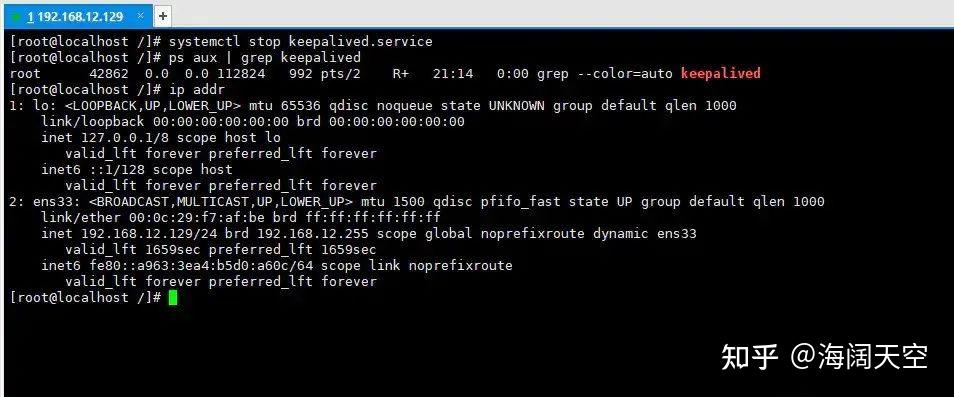 1 192.168.12.129 × +
[root@localhost /]# systemctl stop keepalived.service
[root@localhost /]# ps aux | grep keepalived
root      42862  0.0  0.0 112824   992 pts/2    R+   21:14   0:00 grep --color=auto keepalived
[root@localhost /]# ip addr
1: lo: <LOOPBACK,UP,LOWER_UP> mtu 65536 qdisc noqueue state UNKNOWN group default qlen 1000
    link/loopback 00:00:00:00:00:00 brd 00:00:00:00:00:00
    inet 127.0.0.1/8 scope host lo
       valid_lft forever preferred_lft forever
    inet6 ::1/128 scope host
       valid_lft forever preferred_lft forever
2: ens33: <BROADCAST,MULTICAST,UP,LOWER_UP> mtu 1500 qdisc pfifo_fast state UP group default qlen 1000
    link/ether 00:0c:29:f7:af:be brd ff:ff:ff:ff:ff:ff
    inet 192.168.12.129/24 brd 192.168.12.255 scope global noprefixroute dynamic ens33
       valid_lft 1659sec preferred_lft 1659sec
    inet6 fe80::a963:3ea4:b5d0:a60c/64 scope link noprefixroute
       valid_lft forever preferred_lft forever
[root@localhost /]#
知乎 @海阔天空